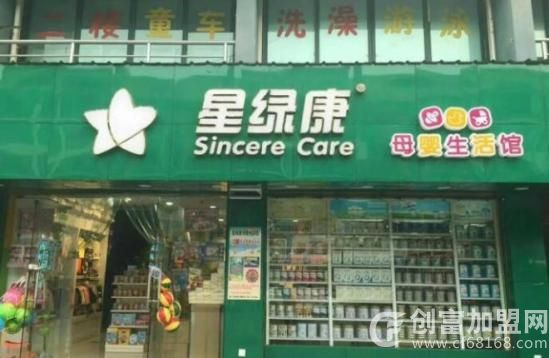 二楼童车 洗澡游泳
星绿康®
Sincere Care
母婴生活馆
创富加盟网
www.cf68168.com